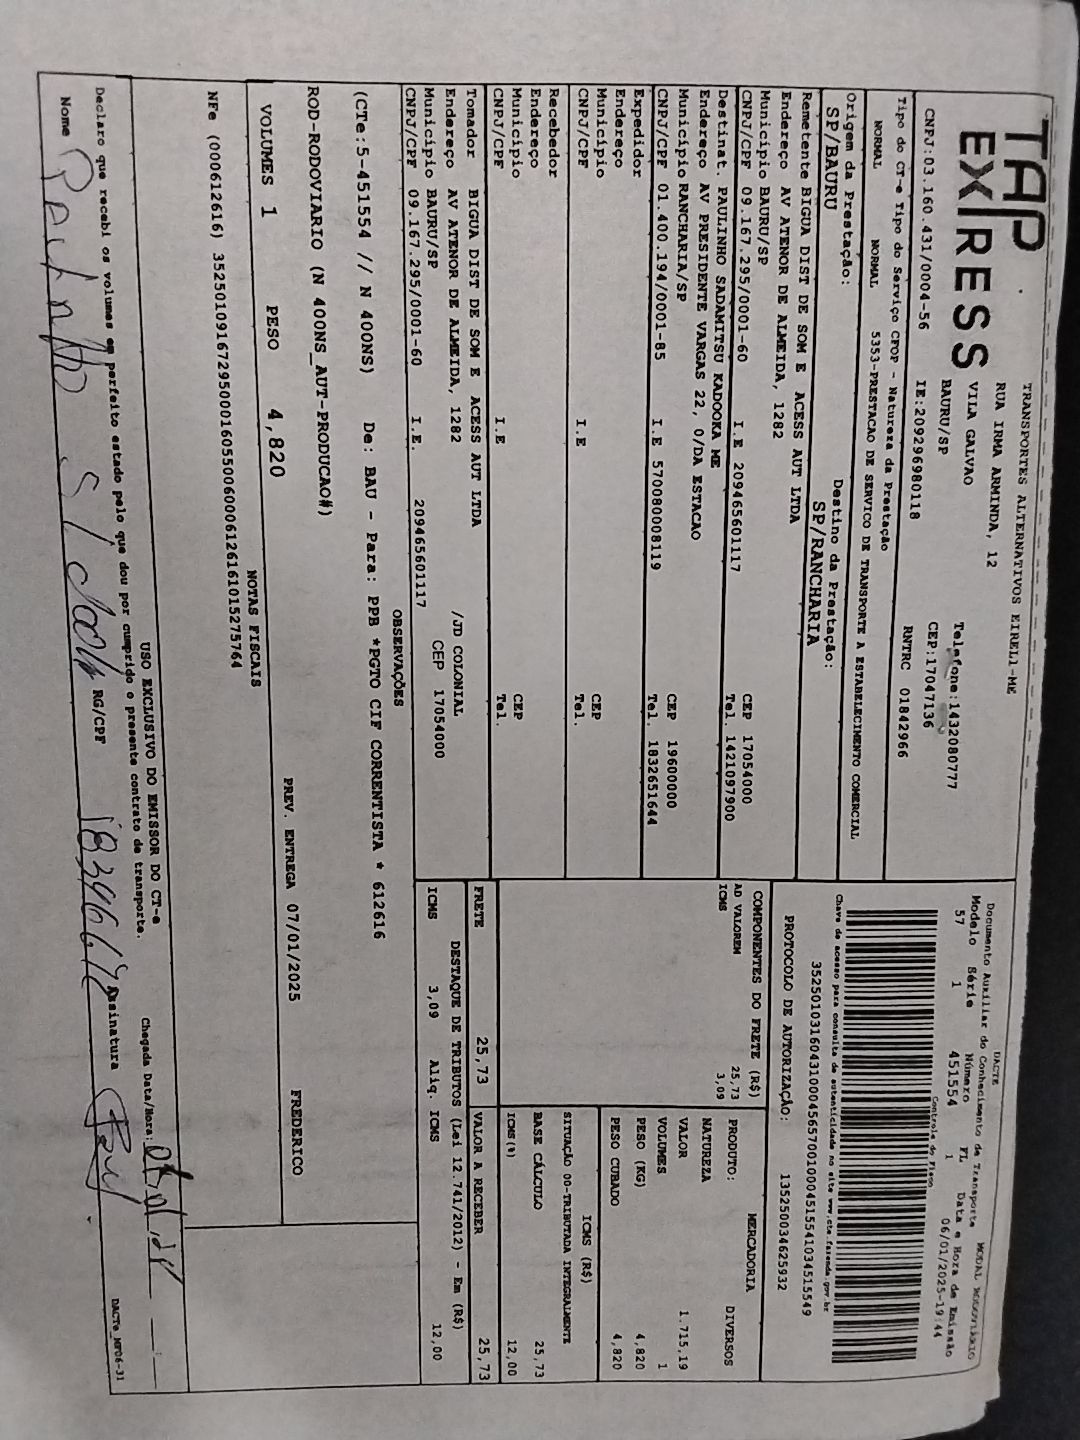 TAP
EXPRESS
TRANSPORTES ALTERNATIVOS EIRELI-ME
RUA IRMA ARMINDA, 12
VILA GALVAO
BAURU/SP
Telefone:1432080777
CEP:17047136
CNPJ:03.160.431/0004-56 IE:209296980118 RNTRC 01842966
Tipo do CT-e Tipo do Serviço CFOP - Natureza da Prestação
NORMAL NORMAL 5353-PRESTACAO DE SERVICO DE TRANSPORTE A ESTABELECIMENTO COMERCIAL
Origem da Prestação: Destino da Prestação:
SP/BAURU SP/RANCHARIA
Remetente BIGUA DIST DE SOM E ACESS AUT LTDA
Endereço AV ATENOR DE ALMEIDA, 1282
Município BAURU/SP CEP 17054000
CNPJ/CPF 09.167.295/0001-60 I.E 209465601117 Tel. 1421097900
Destinat. PAULINHO SADAMITSU KADOOKA ME
Endereço AV PRESIDENTE VARGAS 22, 0/DA ESTACAO
Município RANCHARIA/SP CEP 19600000
CNPJ/CPF 01.400.194/0001-85 I.E 570080008119 Tel. 1832651644
Expedidor
Endereço
Município CEP
CNPJ/CPF I.E Tel.
Recebedor
Endereço
Município CEP
CNPJ/CPF I.E Tel.
Tomador BIGUA DIST DE SOM E ACESS AUT LTDA
Endereço AV ATENOR DE ALMEIDA, 1282 /JD COLONIAL
Município BAURU/SP CEP 17054000
CNPJ/CPF 09.167.295/0001-60 I.E. 209465601117
DACTE
Documento Auxiliar do Conhecimento de Transporte MODAL RODOVIÁRIO
Modelo Série Número FL Data e Hora de Emissão
57 1 451554 1 06/01/2025-19:44
Controle do Fisco
Chave de acesso para consulta de autenticidade no site www.cte.fazenda.gov.br
35250103160431000456570010004515541034515549
PROTOCOLO DE AUTORIZAÇÃO: 135250034625932
COMPONENTES DO FRETE (R$)
AD VALOREM 25,73
ICMS 3,09
PRODUTO: MERCADORIA
NATUREZA DIVERSOS
VALOR 1.715,19
VOLUMES 1
PESO (KG) 4,820
PESO CUBADO 4,820
ICMS (R$)
SITUAÇÃO 00-TRIBUTADA INTEGRALMENTE
BASE CÁLCULO 25,73
ICMS(%) 12,00
FRETE 25,73 VALOR A RECEBER 25,73
DESTAQUE DE TRIBUTOS (Lei 12.741/2012) - Em (R$)
ICMS 3,09 Aliq. ICMS 12,00
OBSERVAÇÕES
(CTe:5-451554 // N 400NS) De: BAU - Para: PPB *PGTO CIF CORRENTISTA * 612616
ROD-RODOVIARIO (N 400NS_AUT-PRODUCAO#)
VOLUMES 1 PESO 4,820 PREV. ENTREGA 07/01/2025 FREDERICO
NOTAS FISCAIS
NFe (000612616) 35250109167295000160550060006126161015275764
USO EXCLUSIVO DO EMISSOR DO CT-e
Declaro que recebi os volumes em perfeito estado pelo que dou por cumprido o presente contrato de transporte.
Chegada Data/Hora:
Nome RG/CPF Assinatura
DACTe_MF06-31